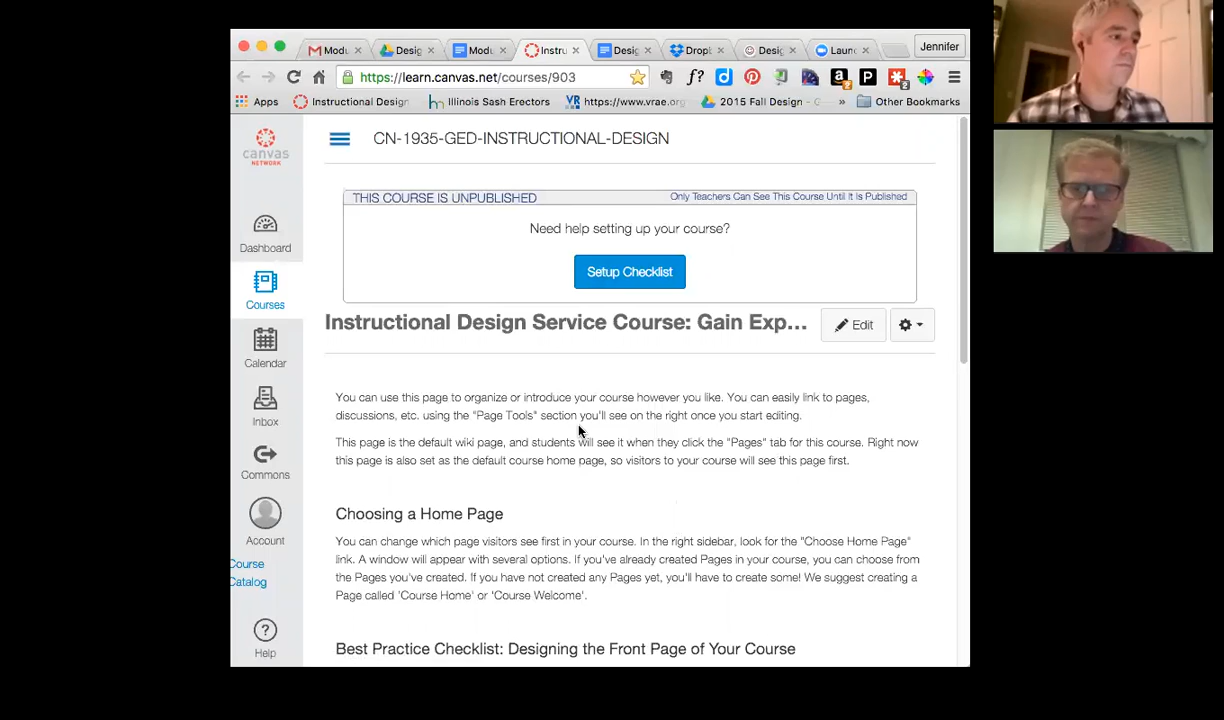 Modu
Desig
Modu
Instru
Desig
Drop
Desig
Laun
Jennifer
https://learn.canvas.net/courses/903
f?
Apps
Instructional Design
Illinois Sash Erectors
VR https://www.vrae.org
2015 Fall Design - G
»
Other Bookmarks
canvas
NETWORK
CN-1935-GED-INSTRUCTIONAL-DESIGN
THIS COURSE IS UNPUBLISHED
Only Teachers Can See This Course Until It Is Published
Need help setting up your course?
Setup Checklist
Dashboard
Courses
Calendar
Inbox
Commons
Account
Course
Catalog
Help
Instructional Design Service Course: Gain Exp...
Edit
You can use this page to organize or introduce your course however you like. You can easily link to pages,
discussions, etc. using the "Page Tools" section you'll see on the right once you start editing.
This page is the default wiki page, and students will see it when they click the "Pages" tab for this course. Right now
this page is also set as the default course home page, so visitors to your course will see this page first.
Choosing a Home Page
You can change which page visitors see first in your course. In the right sidebar, look for the "Choose Home Page"
link. A window will appear with several options. If you've already created Pages in your course, you can choose from
the Pages you've created. If you have not created any Pages yet, you'll have to create some! We suggest creating a
Page called 'Course Home' or 'Course Welcome'.
Best Practice Checklist: Designing the Front Page of Your Course